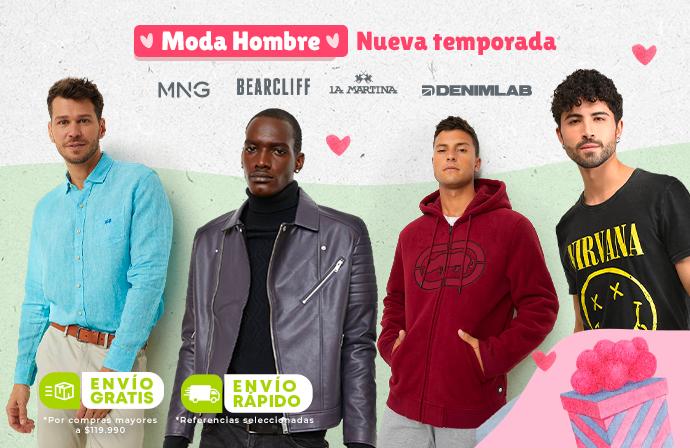 Moda Hombre Nueva temporada
MNG BEARCLIFF LA MARTINA DENIMLAB
NIRVANA
ENVÍO
GRATIS
*Por compras mayores
a $119.990
ENVÍO
RÁPIDO
*Referencias seleccionadas